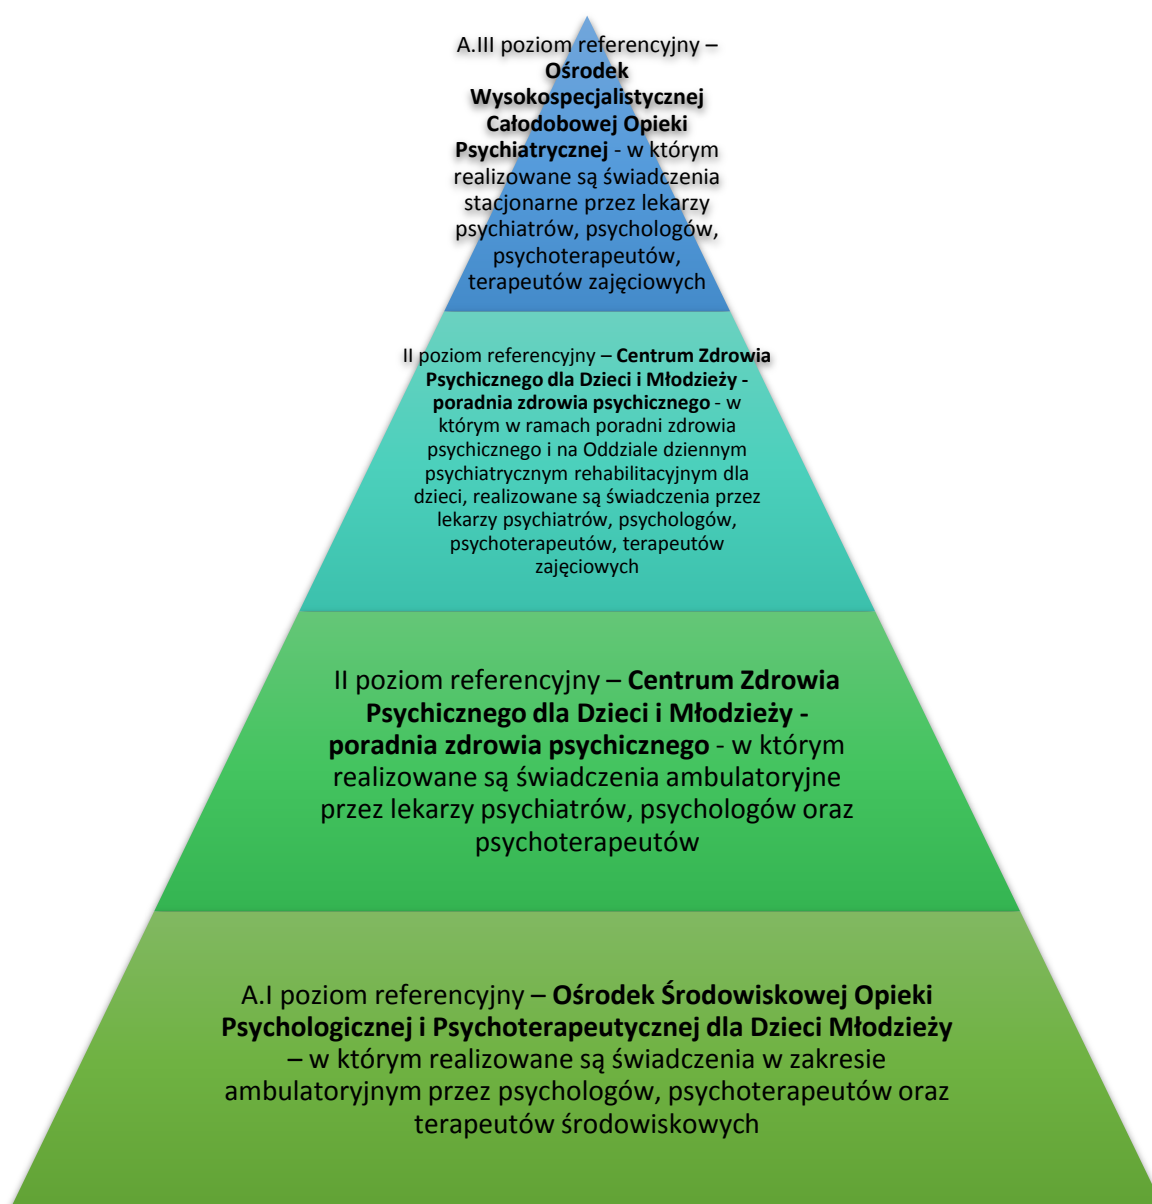 A.III poziom referencyjny –
Ośrodek
Wysokospecjalistycznej
Całodobowej Opieki
Psychiatrycznej - w którym
realizowane są świadczenia
stacjonarne przez lekarzy
psychiatrów, psychologów,
psychoterapeutów,
terapeutów zajęciowych
II poziom referencyjny – Centrum Zdrowia
Psychicznego dla Dzieci i Młodzieży -
poradnia zdrowia psychicznego - w
którym w ramach poradni zdrowia
psychicznego i na Oddziale dziennym
psychiatrycznym rehabilitacyjnym dla
dzieci, realizowane są świadczenia przez
lekarzy psychiatrów, psychologów,
psychoterapeutów, terapeutów
zajęciowych
II poziom referencyjny – Centrum Zdrowia
Psychicznego dla Dzieci i Młodzieży -
poradnia zdrowia psychicznego - w którym
realizowane są świadczenia ambulatoryjne
przez lekarzy psychiatrów, psychologów oraz
psychoterapeutów
A.I poziom referencyjny – Ośrodek Środowiskowej Opieki
Psychologicznej i Psychoterapeutycznej dla Dzieci Młodzieży
– w którym realizowane są świadczenia w zakresie
ambulatoryjnym przez psychologów, psychoterapeutów oraz
terapeutów środowiskowych